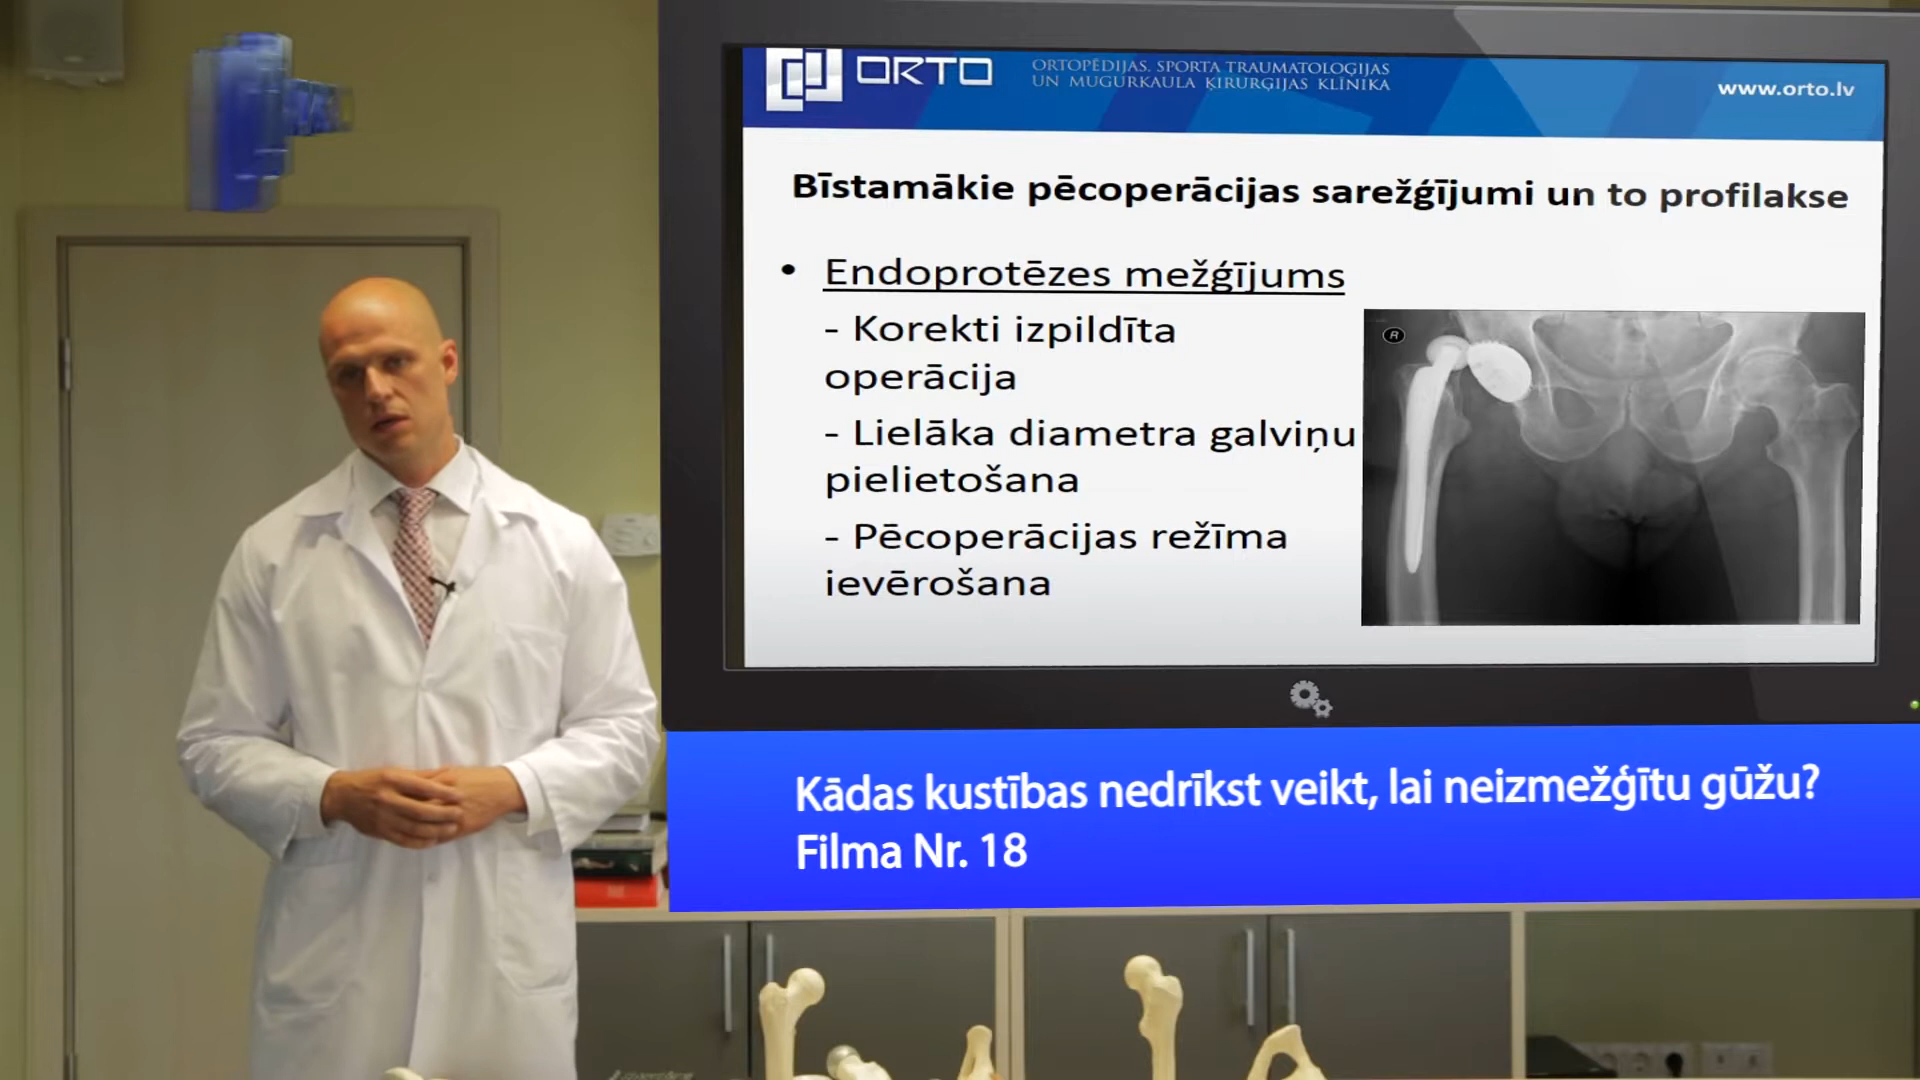 ORTO
ORTOPĒDIJAS, SPORTA TRAUMATOLOĢIJAS
UN MUGURKAULA ĶIRURĢIJAS KLĪNIKA
www.orto.lv
Bīstamākie pēcoperācijas sarežģījumi un to profilakse
• Endoprotēzes mežģījums
- Korekti izpildīta
operācija
- Lielāka diametra galviņu
pielietošana
- Pēcoperācijas režīma
ievērošana
R
Kādas kustības nedrīkst veikt, lai neizmežģītu gūžu?
Filma Nr. 18